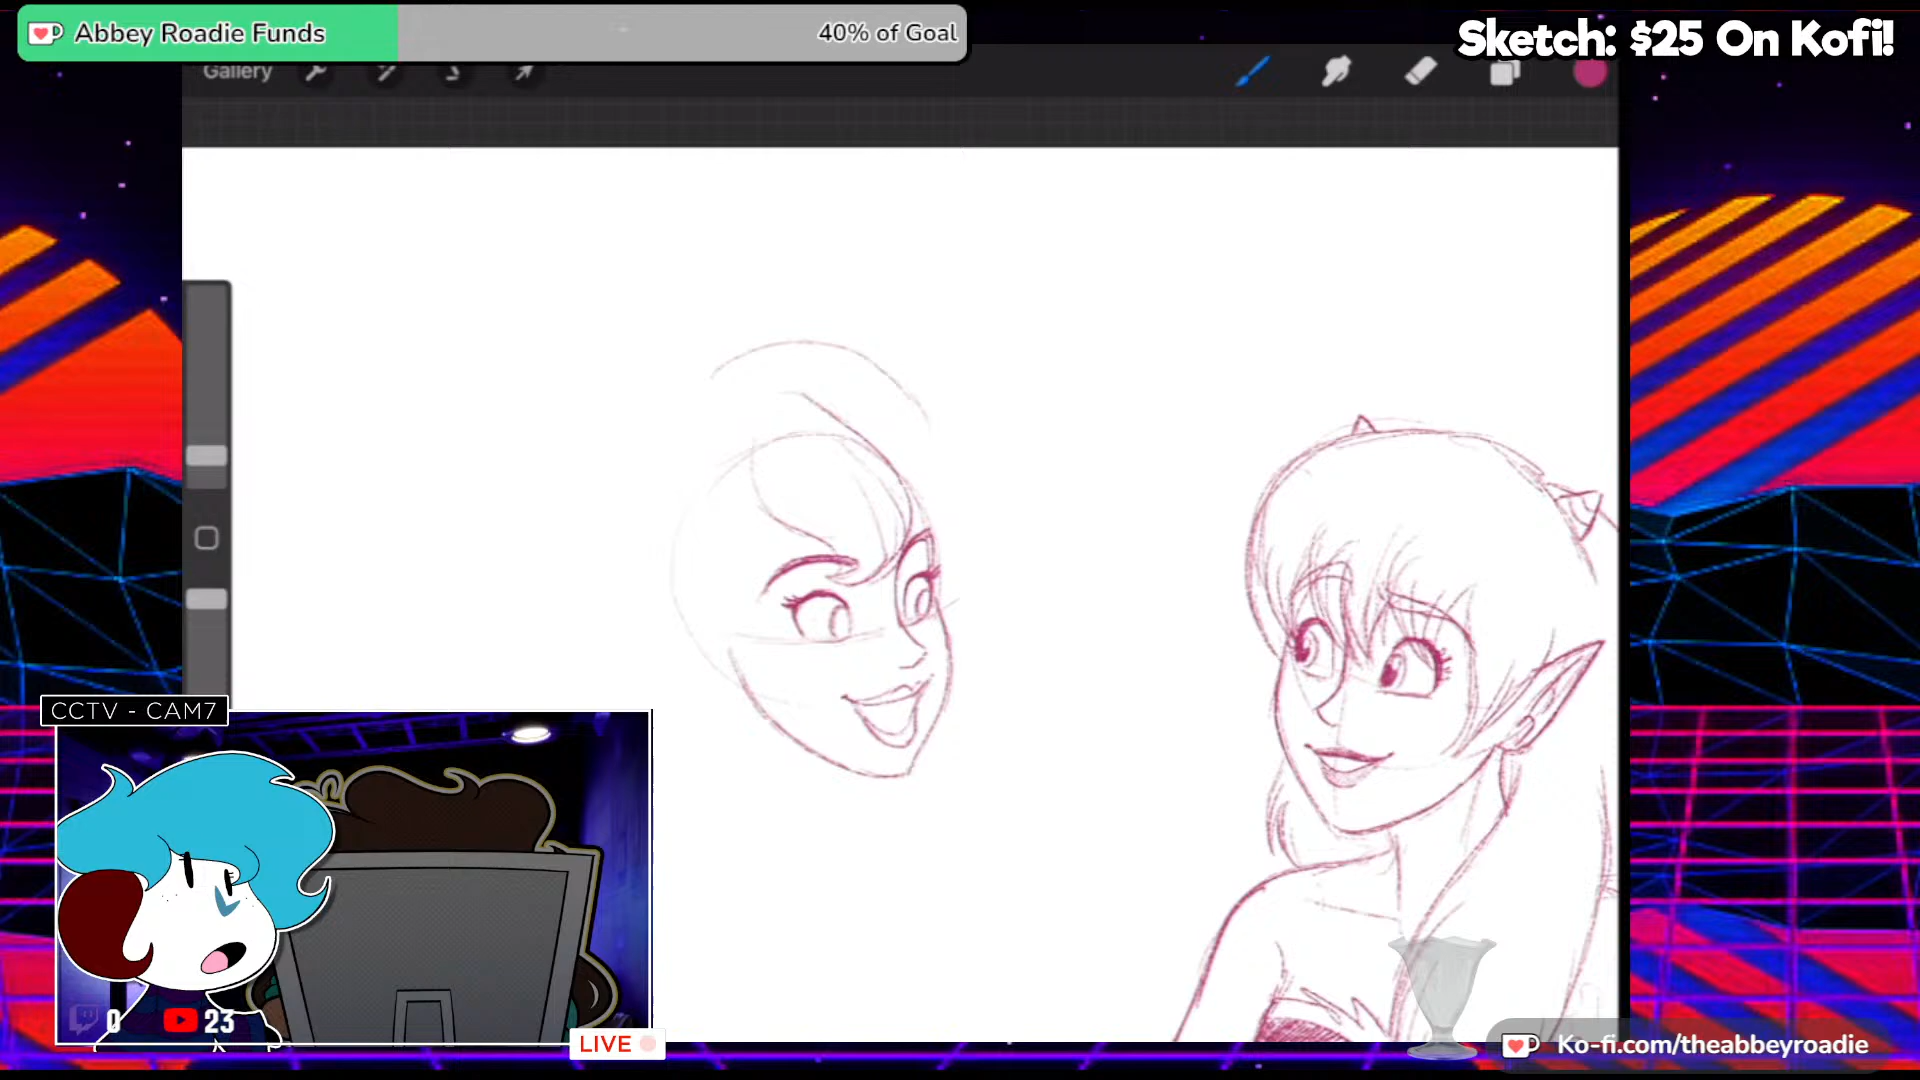 Abbey Roadie Funds
40% of Goal
Sketch: $25 On Kofi!
Gallery
CCTV - CAM7
0
23
LIVE
Ko-fi.com/theabbeyroadie